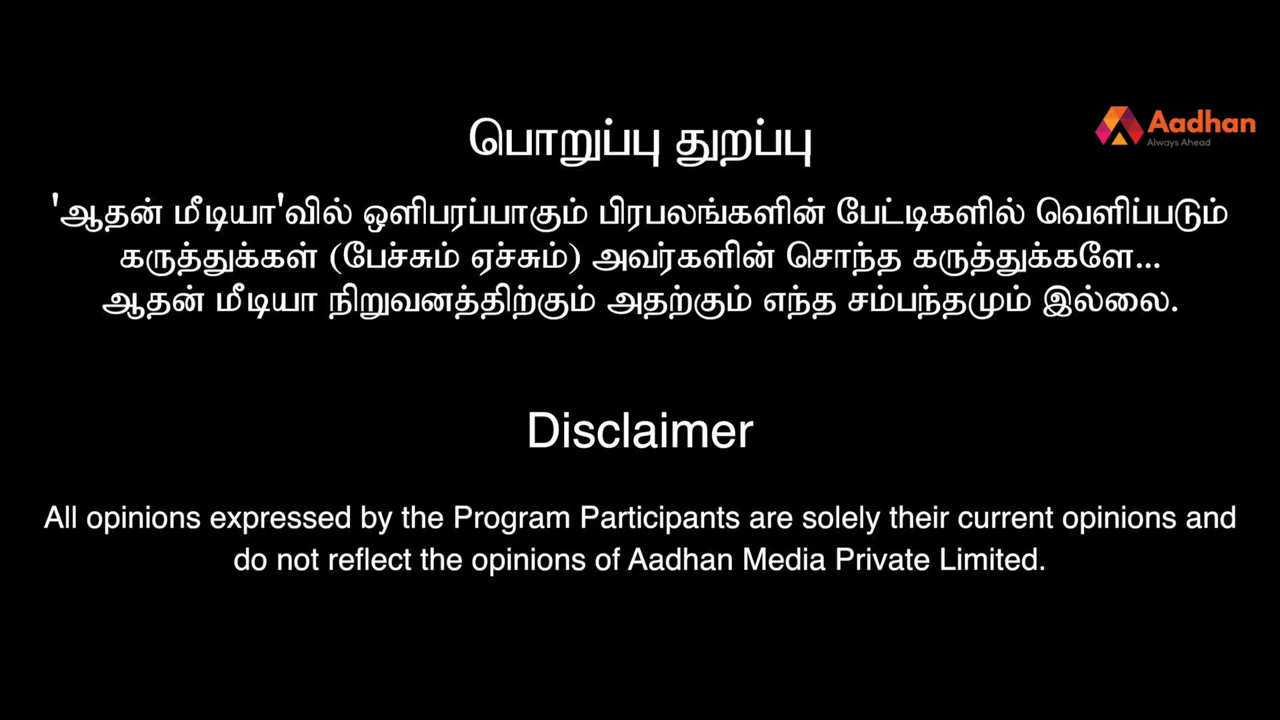 Aadhan
Always Ahead
பொறுப்பு துறப்பு
'ஆதன் மீடியா'வில் ஒளிபரப்பாகும் பிரபலங்களின் பேட்டிகளில் வெளிப்படும்
கருத்துக்கள் (பேச்சும் ஏச்சும்) அவர்களின் சொந்த கருத்துக்களே...
ஆதன் மீடியா நிறுவனத்திற்கும் அதற்கும் எந்த சம்பந்தமும் இல்லை.
Disclaimer
All opinions expressed by the Program Participants are solely their current opinions and
do not reflect the opinions of Aadhan Media Private Limited.